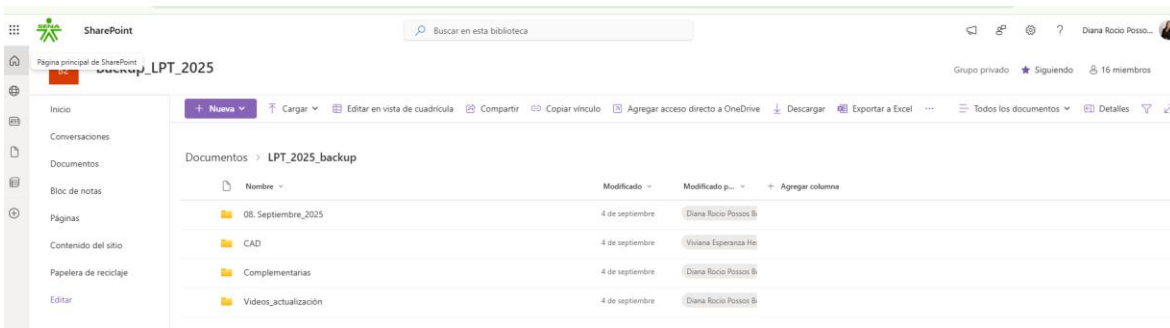 SENA
SharePoint
Buscar en esta biblioteca
?
Diana Rocio Posso...
Página principal de SharePoint
Backup_LPT_2025
Grupo privado
Siguiendo
16 miembros
Inicio
Conversaciones
Documentos
Bloc de notas
Páginas
Contenido del sitio
Papelera de reciclaje
Editar
+ Nueva
Cargar
Editar en vista de cuadrícula
Compartir
Copiar vínculo
Agregar acceso directo a OneDrive
Descargar
Exportar a Excel
...
Todos los documentos
Detalles
Documentos > LPT_2025_backup
Nombre
Modificado
Modificado p...
+ Agregar columna
08. Septiembre_2025
4 de septiembre
Diana Rocio Possos B
CAD
4 de septiembre
Viviana Esperanza He
Complementarias
4 de septiembre
Diana Rocio Possos B
Videos_actualización
4 de septiembre
Diana Rocio Possos B